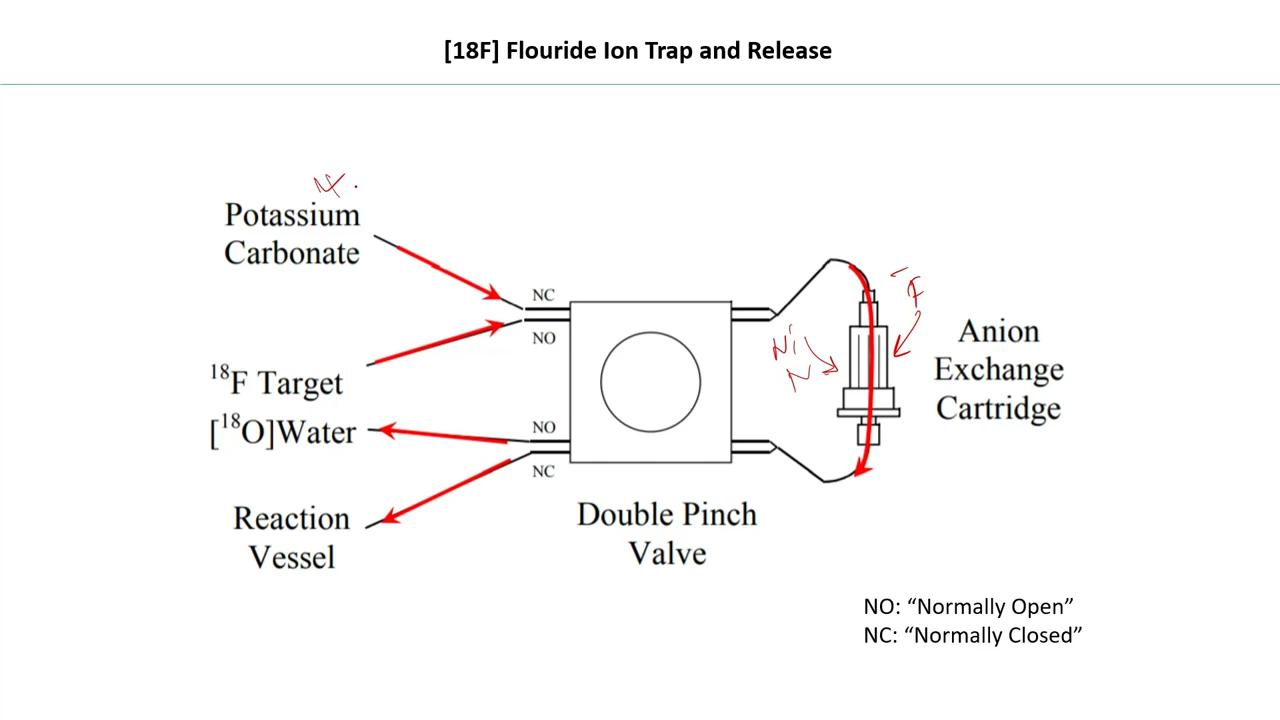 [18F] Flouride Ion Trap and Release
Potassium
Carbonate
NC
NO
¹⁸F Target
[¹⁸O]Water
NO
NC
Reaction
Vessel
Double Pinch
Valve
Anion
Exchange
Cartridge
NO: “Normally Open”
NC: “Normally Closed”